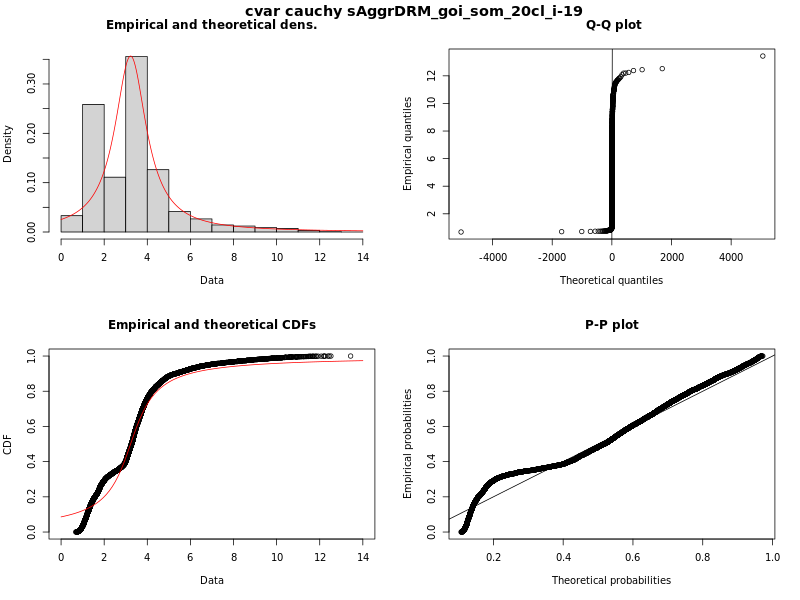 cvar cauchy sAggrDRM_goi_som_20cl_i-19
Empirical and theoretical dens.
Density
0.00 0.10 0.20 0.30
0 2 4 6 8 10 12 14
Data
Q-Q plot
Empirical quantiles
2 4 6 8 10 12
-4000 -2000 0 2000 4000
Theoretical quantiles
Empirical and theoretical CDFs
CDF
0.0 0.2 0.4 0.6 0.8 1.0
0 2 4 6 8 10 12 14
Data
P-P plot
Empirical probabilities
0.0 0.2 0.4 0.6 0.8 1.0
0.2 0.4 0.6 0.8 1.0
Theoretical probabilities